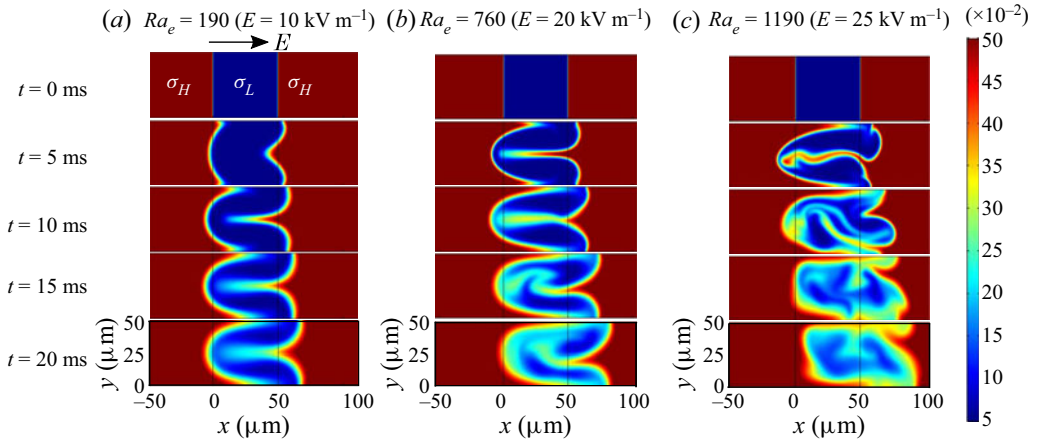 (a) Ra_e = 190 (E = 10 kV m⁻¹) (b) Ra_e = 760 (E = 20 kV m⁻¹) (c) Ra_e = 1190 (E = 25 kV m⁻¹) (×10⁻²)
E
t = 0 ms σ_H σ_L σ_H
t = 5 ms
t = 10 ms
t = 15 ms
t = 20 ms
50
45
40
35
30
25
20
15
10
5
y (μm) 50 25 0
y (μm) 50 25 0
y (μm) 50 25 0
–50 0 50 100 –50 0 50 100 –50 0 50 100
x (μm) x (μm) x (μm)